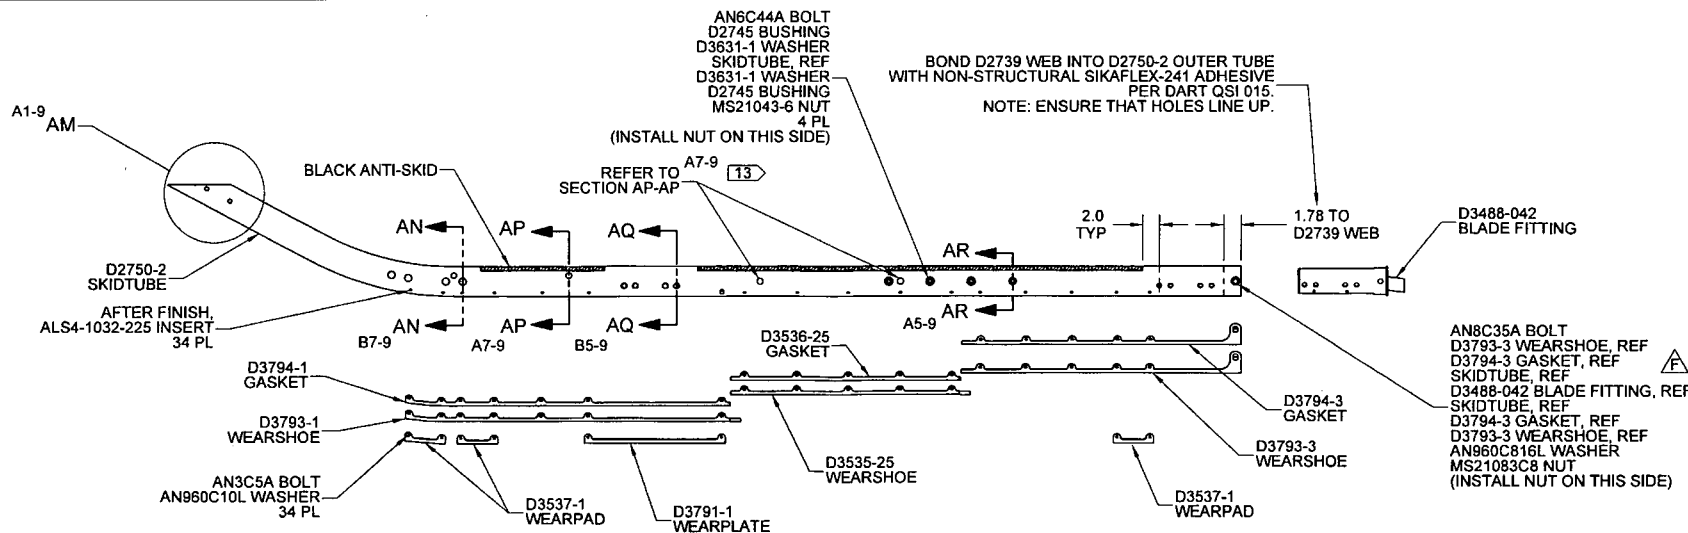 AN6C44A BOLT
D2745 BUSHING
D3631-1 WASHER
SKIDTUBE, REF
D3631-1 WASHER
D2745 BUSHING
MS21043-6 NUT
4 PL
(INSTALL NUT ON THIS SIDE)
BOND D2739 WEB INTO D2750-2 OUTER TUBE
WITH NON-STRUCTURAL SIKAFLEX-241 ADHESIVE
PER DART QSI 015.
NOTE: ENSURE THAT HOLES LINE UP.
A1-9
AM
BLACK ANTI-SKID
REFER TO
SECTION AP-AP
A7-9
13
AN
AP
AQ
AR
2.0
TYP
1.78 TO
D2739 WEB
D3488-042
BLADE FITTING
D2750-2
SKIDTUBE
AFTER FINISH,
ALS4-1032-225 INSERT
34 PL
AN
B7-9
AP
A7-9
AQ
B5-9
AR
A5-9
D3794-1
GASKET
D3793-1
WEARSHOE
AN3C5A BOLT
AN960C10L WASHER
34 PL
D3537-1
WEARPAD
D3791-1
WEARPLATE
D3536-25
GASKET
D3535-25
WEARSHOE
D3794-3
GASKET
D3793-3
WEARSHOE
D3537-1
WEARPAD
AN8C35A BOLT
D3793-3 WEARSHOE, REF
D3794-3 GASKET, REF
SKIDTUBE, REF
D3488-042 BLADE FITTING, REF
SKIDTUBE, REF
D3794-3 GASKET, REF
D3793-3 WEARSHOE, REF
AN960C816L WASHER
MS21083C8 NUT
(INSTALL NUT ON THIS SIDE)
F